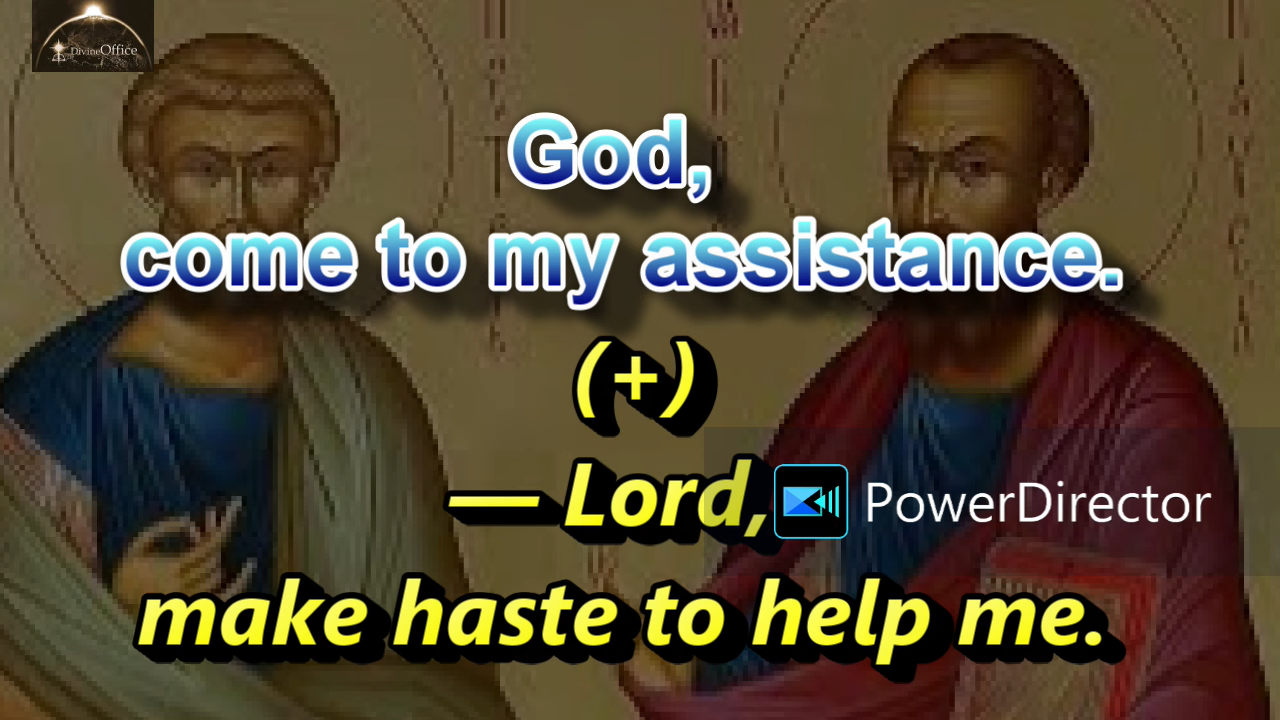 DivineOffice
God,
come to my assistance.
(+)
— Lord,
PowerDirector
make haste to help me.